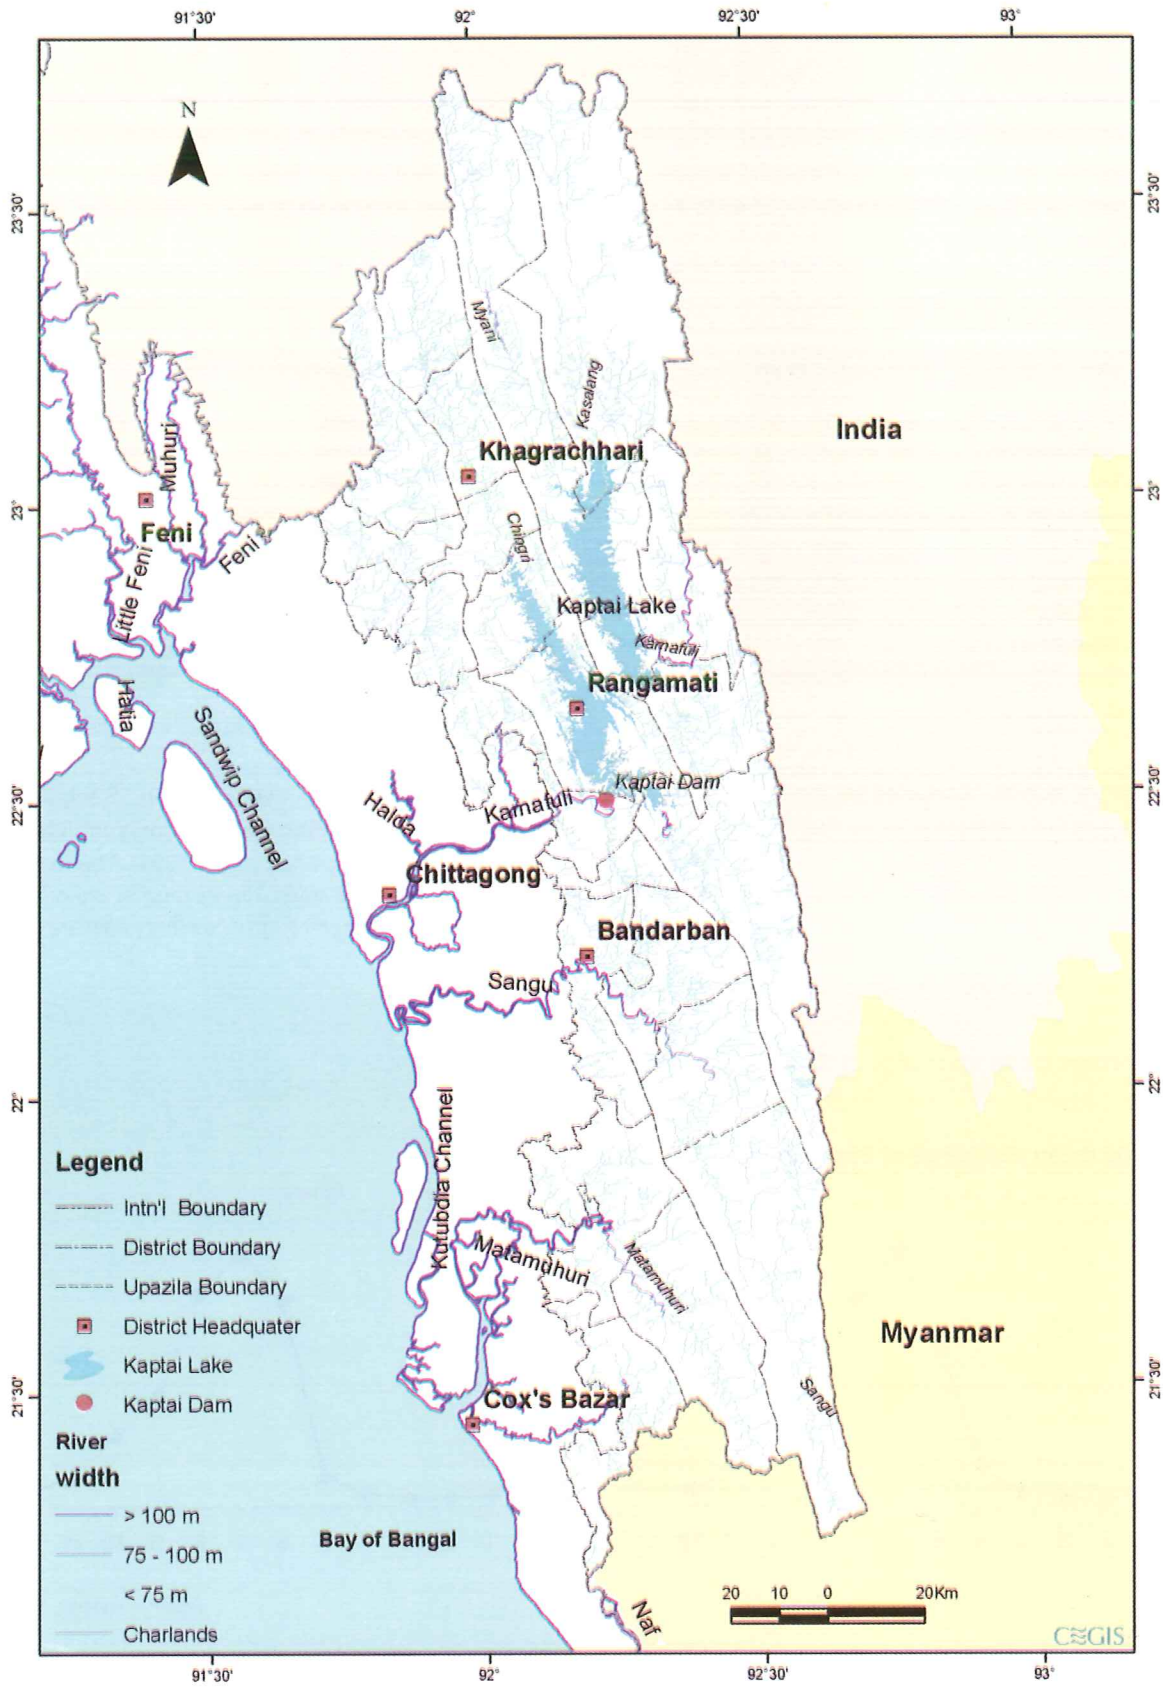 91°30'
92°
92°30'
93°
N
23°30'
23°30'
Myani
Kasalang
India
Khagrachhari
Muhuri
23°
23°
Feni
Chingri
Feni
Little Feni
Kaptai Lake
Karnafuli
Rangamati
Hatia
Sandwip Channel
Kaptai Dam
22°30'
22°30'
Halda
Karnafuli
Chittagong
Bandarban
Sangu
22°
22°
Kutubdia Channel
Legend
Intn'l Boundary
District Boundary
Upazila Boundary
District Headquater
Kaptai Lake
Kaptai Dam
River
width
> 100 m
75 - 100 m
< 75 m
Charlands
Matamuhuri
Matamuhuri
Myanmar
21°30'
21°30'
Sangu
Cox's Bazar
Bay of Bangal
Naf
20 10 0 20Km
CEGIS
91°30'
92°
92°30'
93°